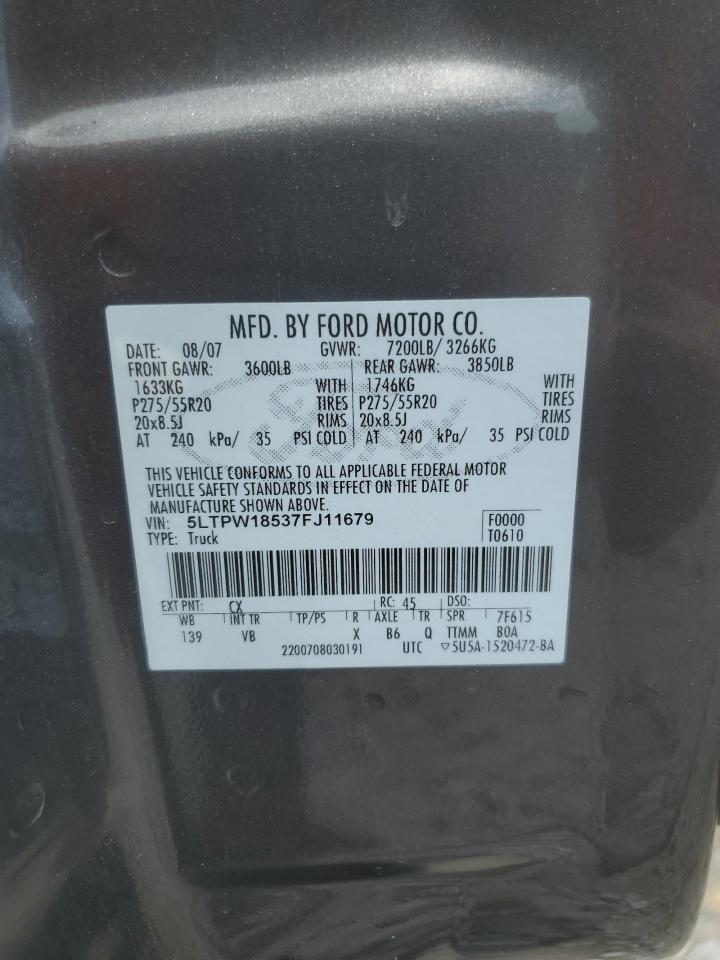 MFD. BY FORD MOTOR CO.
DATE: 08/07 GVWR: 7200LB/ 3266KG
FRONT GAWR: 3600LB REAR GAWR: 3850LB
1633KG WITH 1746KG WITH
P275/55R20 TIRES P275/55R20 TIRES
20x8.5J RIMS 20x8.5J RIMS
AT 240 kPa/ 35 PSI COLD AT 240 kPa/ 35 PSI COLD
Ford
THIS VEHICLE CONFORMS TO ALL APPLICABLE FEDERAL MOTOR
VEHICLE SAFETY STANDARDS IN EFFECT ON THE DATE OF
MANUFACTURE SHOWN ABOVE.
VIN: 5LTPW18537FJ11679 F0000
TYPE: Truck T0610
EXT PNT: CX RC: 45 DSO:
WB INT TR TP/PS R AXLE TR SPR 7F615
139 VB X B6 Q TTMM BOA
2200708030191 UTC ▽5U5A-1520472-BA